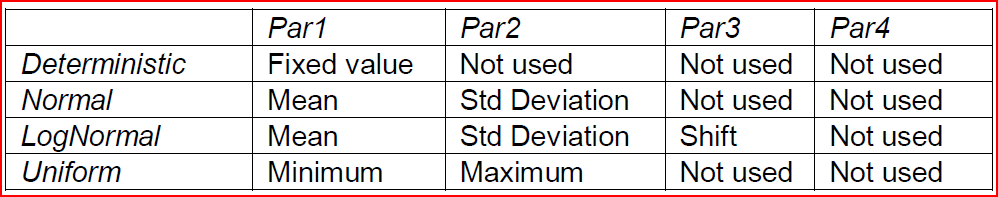 Par1 Par2 Par3 Par4
Deterministic Fixed value Not used Not used Not used
Normal Mean Std Deviation Not used Not used
LogNormal Mean Std Deviation Shift Not used
Uniform Minimum Maximum Not used Not used